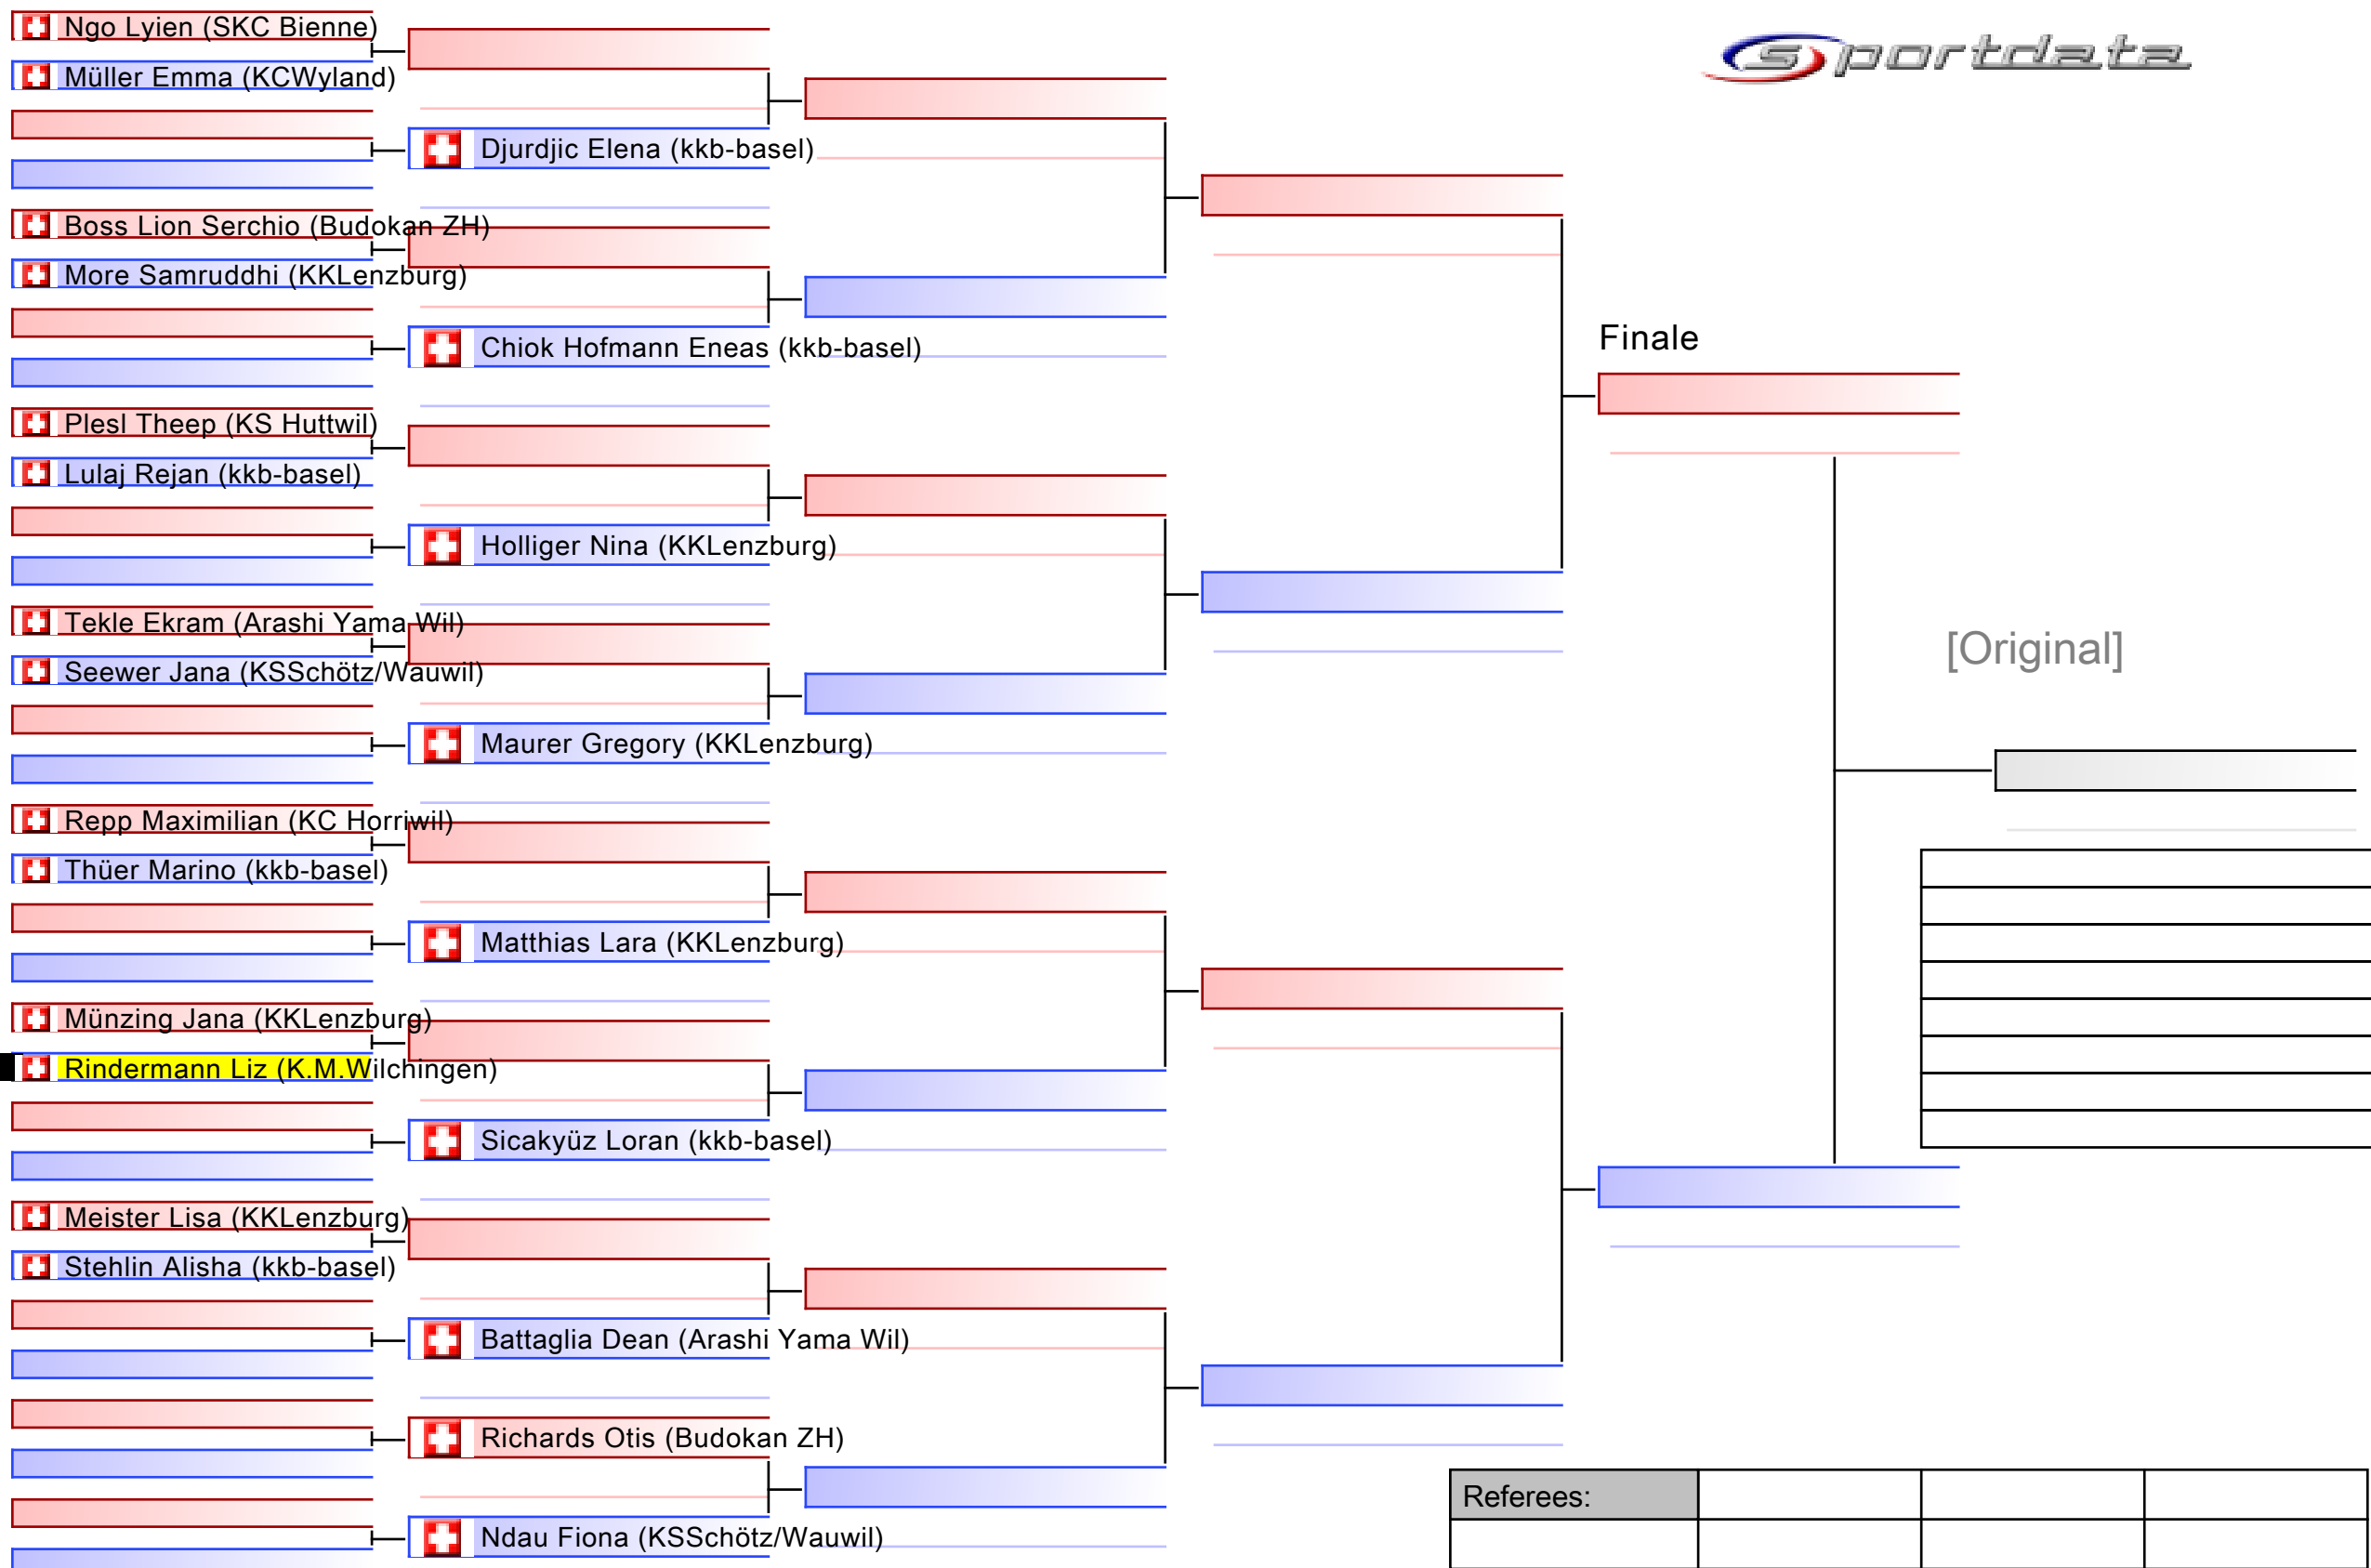 Ngo Lyien (SKC Bienne)
sportdata
Müller Emma (KCWyland)
Djurdjic Elena (kkb-basel)
Boss Lion Serchio (Budokan ZH)
More Samruddhi (KKLenzburg)
Finale
Chiok Hofmann Eneas (kkb-basel)
Plesl Theep (KS Huttwil)
Lulaj Rejan (kkb-basel)
Holliger Nina (KKLenzburg)
Tekle Ekram (Arashi Yama Wil)
[Original]
Seewer Jana (KSSchötz/Wauwil)
Maurer Gregory (KKLenzburg)
Repp Maximilian (KC Horriwil)
Thüer Marino (kkb-basel)
Matthias Lara (KKLenzburg)
Münzing Jana (KKLenzburg)
Rindermann Liz (K.M.Wilchingen)
Sicakyüz Loran (kkb-basel)
Meister Lisa (KKLenzburg)
Stehlin Alisha (kkb-basel)
Battaglia Dean (Arashi Yama Wil)
Richards Otis (Budokan ZH)
Referees:
Ndau Fiona (KSSchötz/Wauwil)